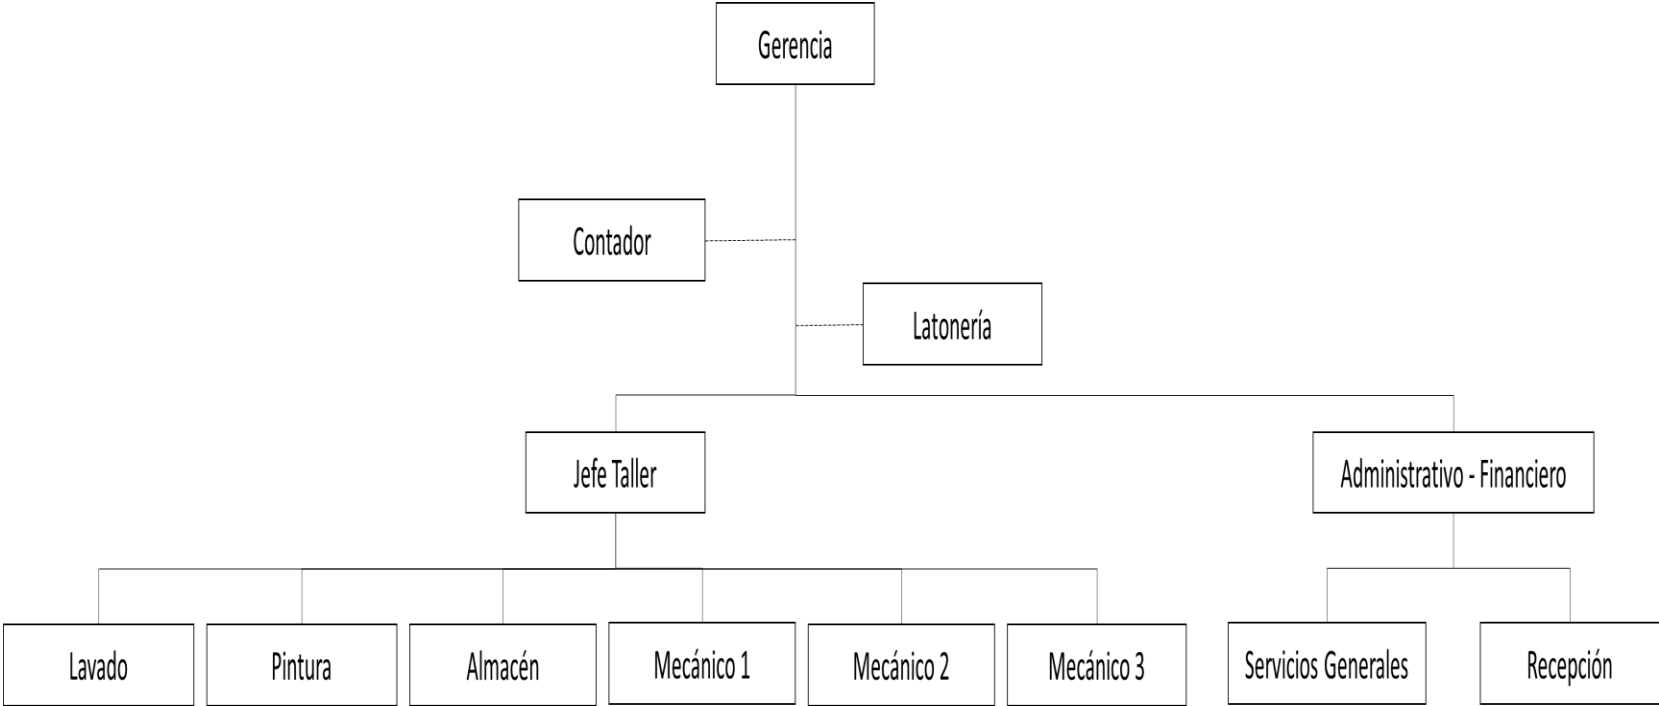 Gerencia
Contador
Latonería
Jefe Taller
Administrativo - Financiero
Lavado
Pintura
Almacén
Mecánico 1
Mecánico 2
Mecánico 3
Servicios Generales
Recepción